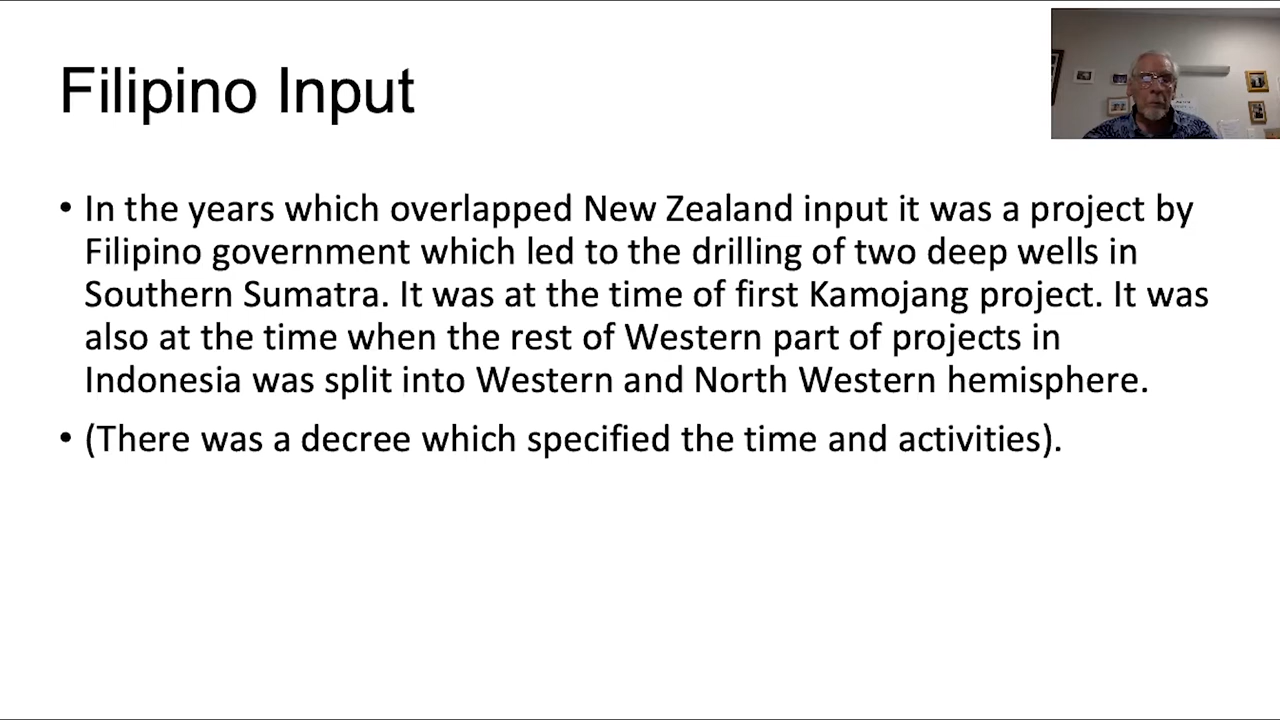 Filipino Input
• In the years which overlapped New Zealand input it was a project by
Filipino government which led to the drilling of two deep wells in
Southern Sumatra. It was at the time of first Kamojang project. It was
also at the time when the rest of Western part of projects in
Indonesia was split into Western and North Western hemisphere.
• (There was a decree which specified the time and activities).